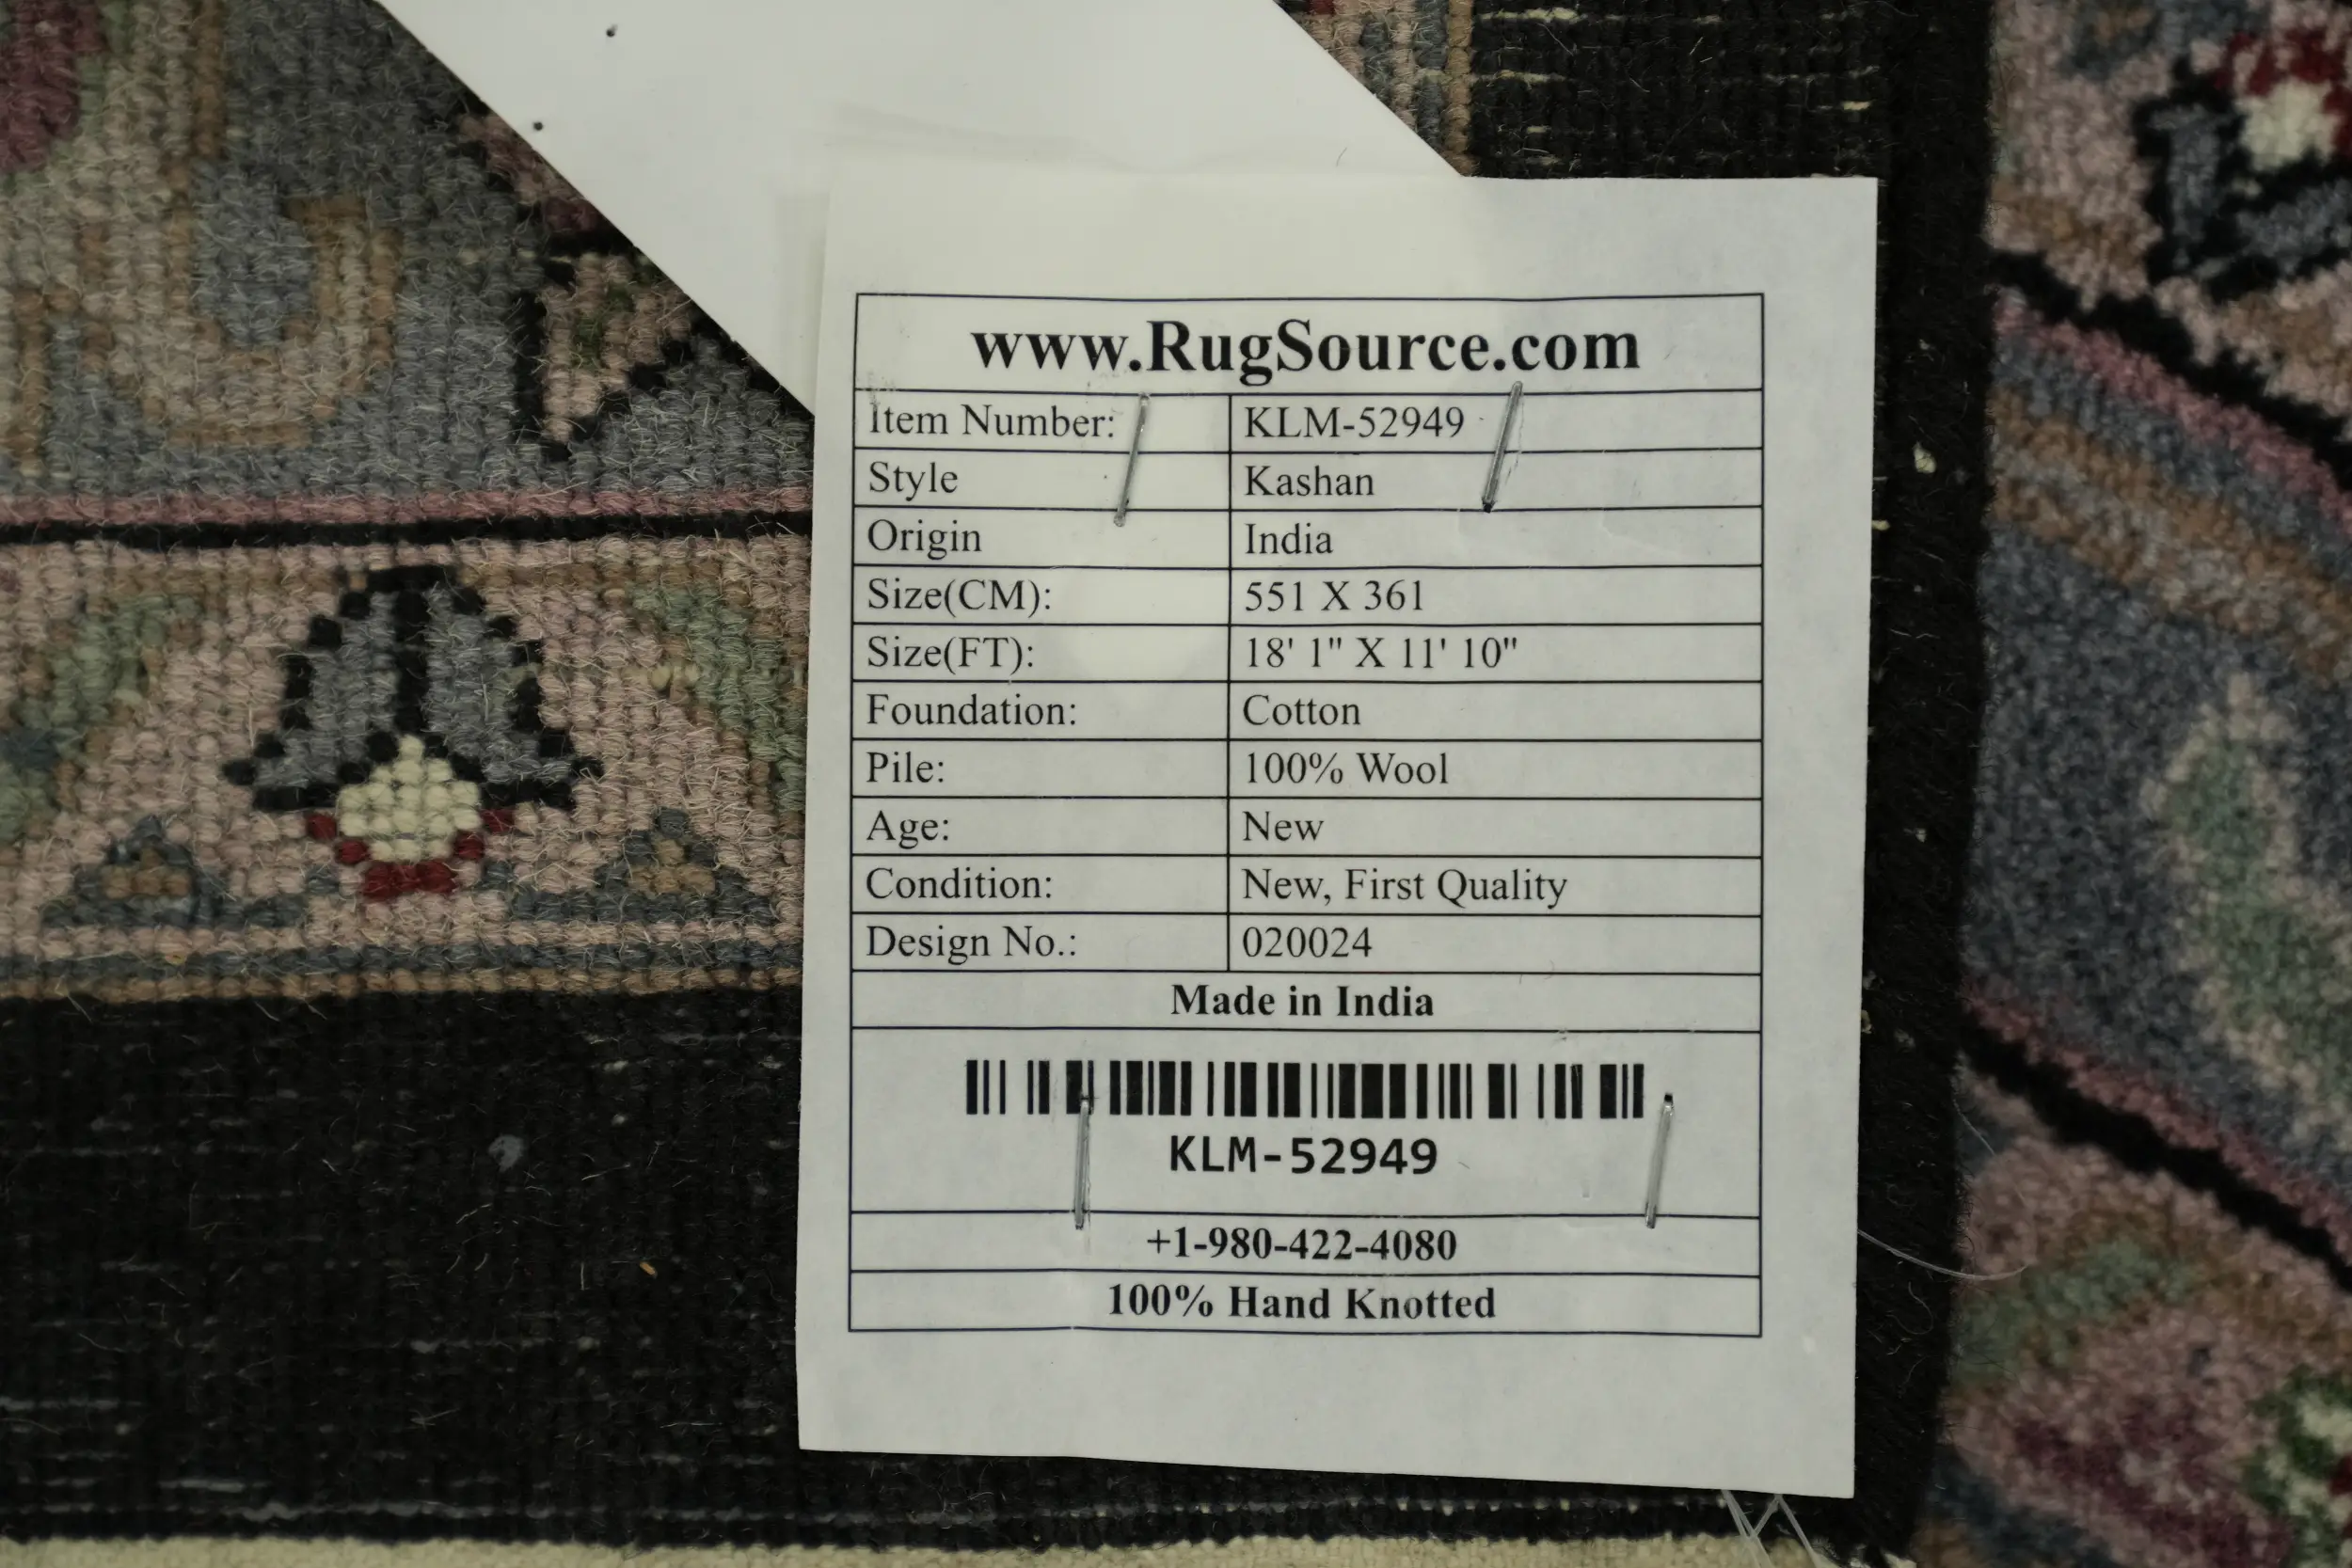 www.RugSource.com
Item Number: KLM-52949
Style Kashan
Origin India
Size(CM): 551 X 361
Size(FT): 18' 1" X 11' 10"
Foundation: Cotton
Pile: 100% Wool
Age: New
Condition: New, First Quality
Design No.: 020024
Made in India
KLM-52949
+1-980-422-4080
100% Hand Knotted